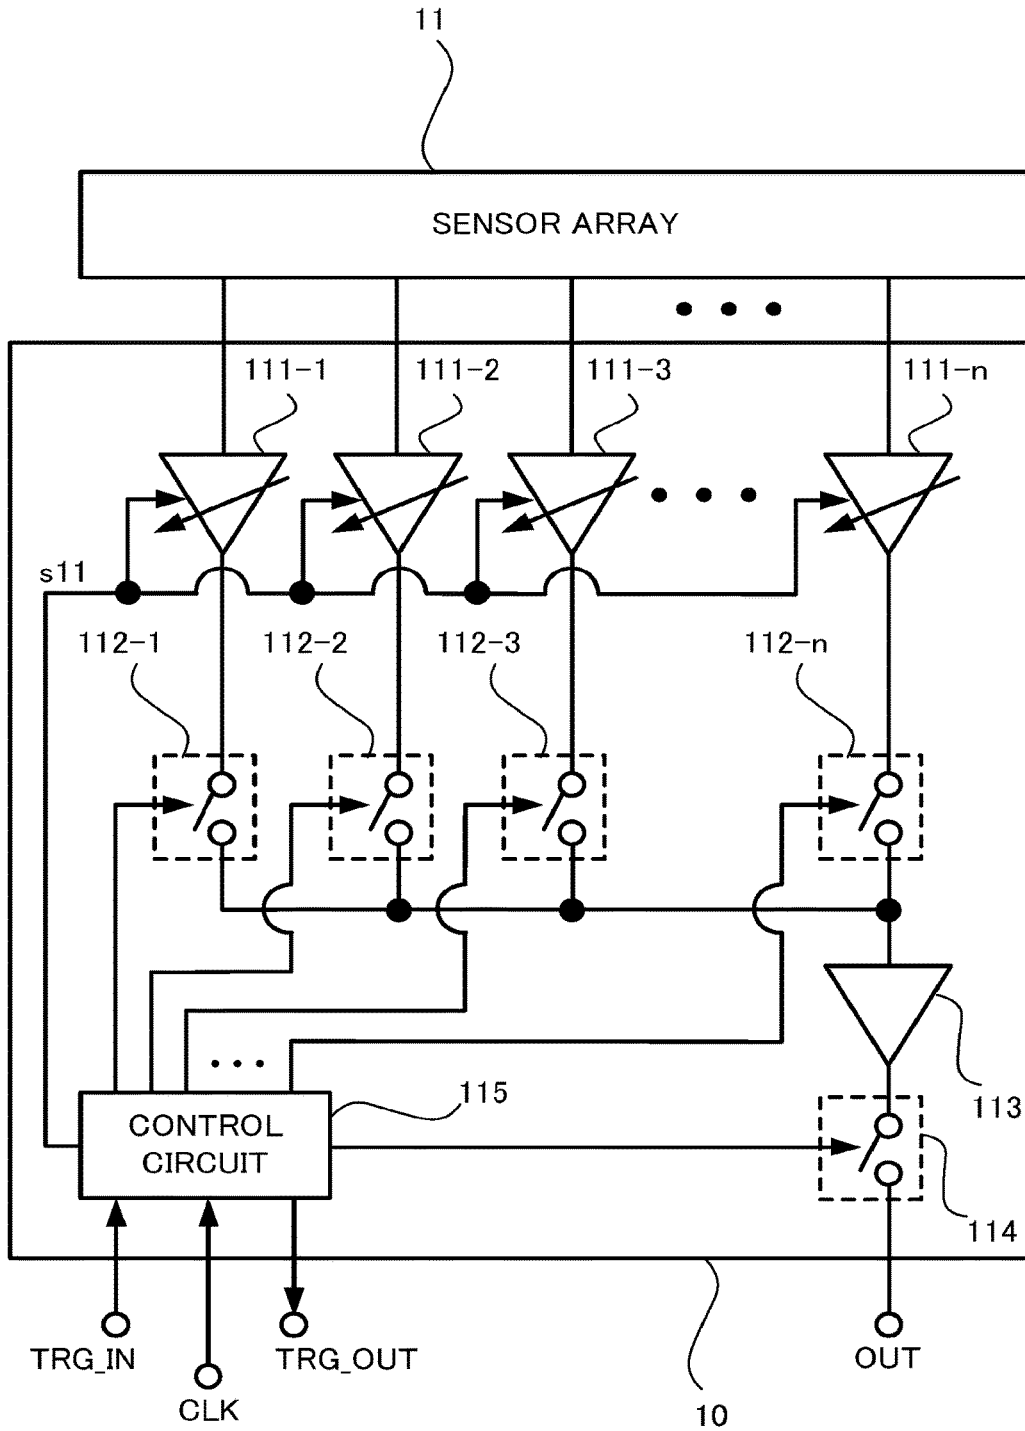 11
SENSOR ARRAY
111-1
111-2
111-3
111-n
s11
112-1
112-2
112-3
112-n
113
115
CONTROL
CIRCUIT
114
TRG_IN
TRG_OUT
OUT
CLK
10